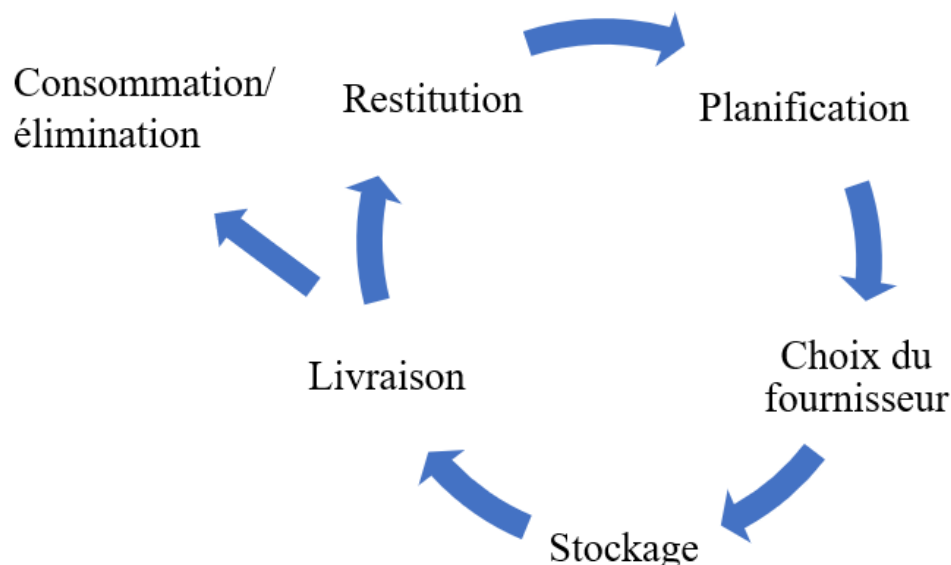 Consommation/
élimination
Restitution
Planification
Choix du
fournisseur
Stockage
Livraison